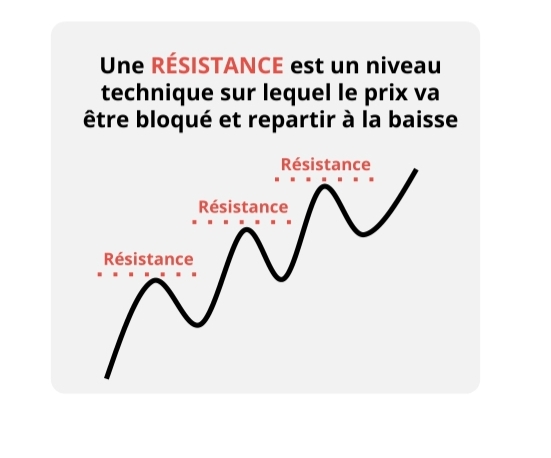 Une RÉSISTANCE est un niveau
technique sur lequel le prix va
être bloqué et repartir à la baisse
Résistance
Résistance
Résistance